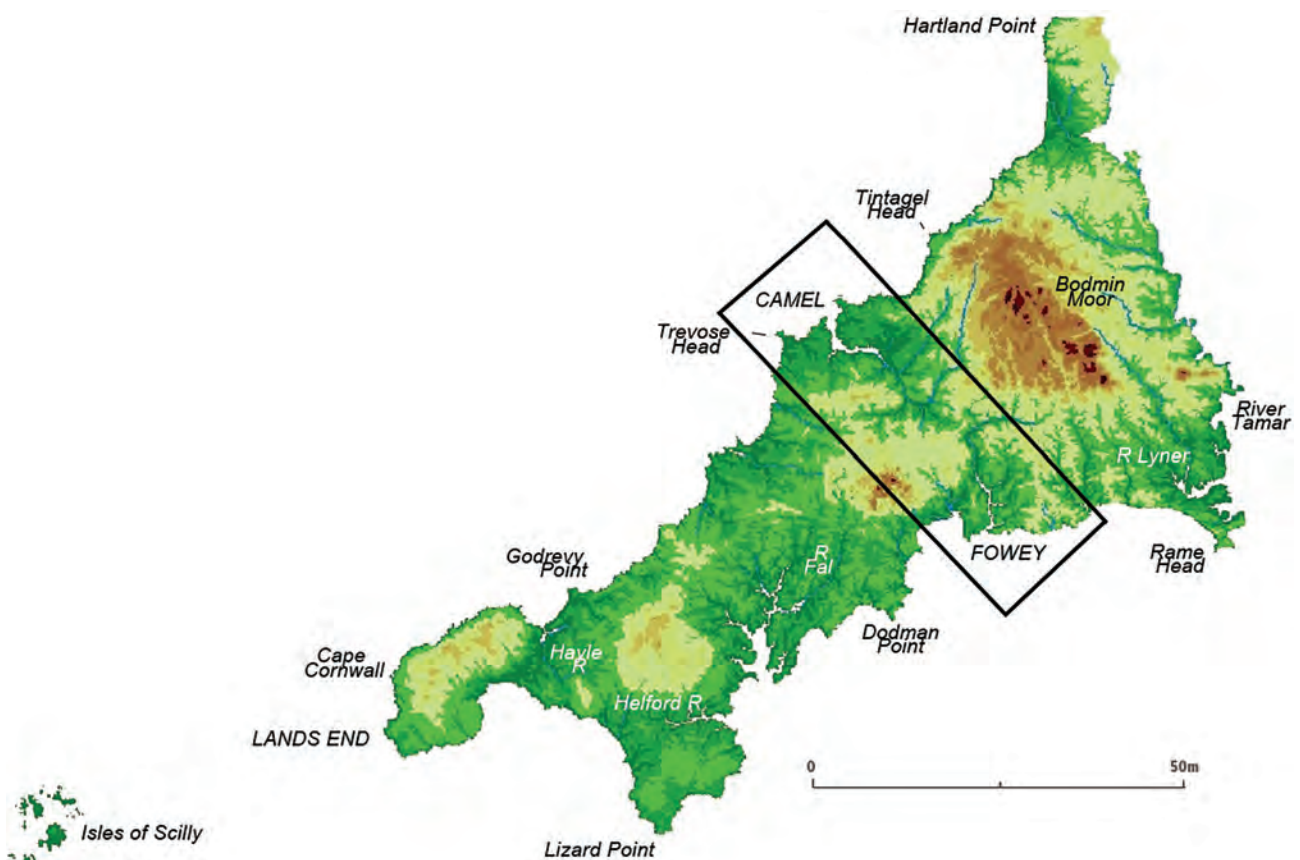 Hartland Point
Tintagel
Head
CAMEL
Bodmin
Moor
Trevose
Head
River
Tamar
R Lyner
Godrevy
Point
R
Fal
FOWEY
Rame
Head
Dodman
Point
Cape
Cornwall
Hayle
R
Helford R
LANDS END
0
50m
Isles of Scilly
Lizard Point